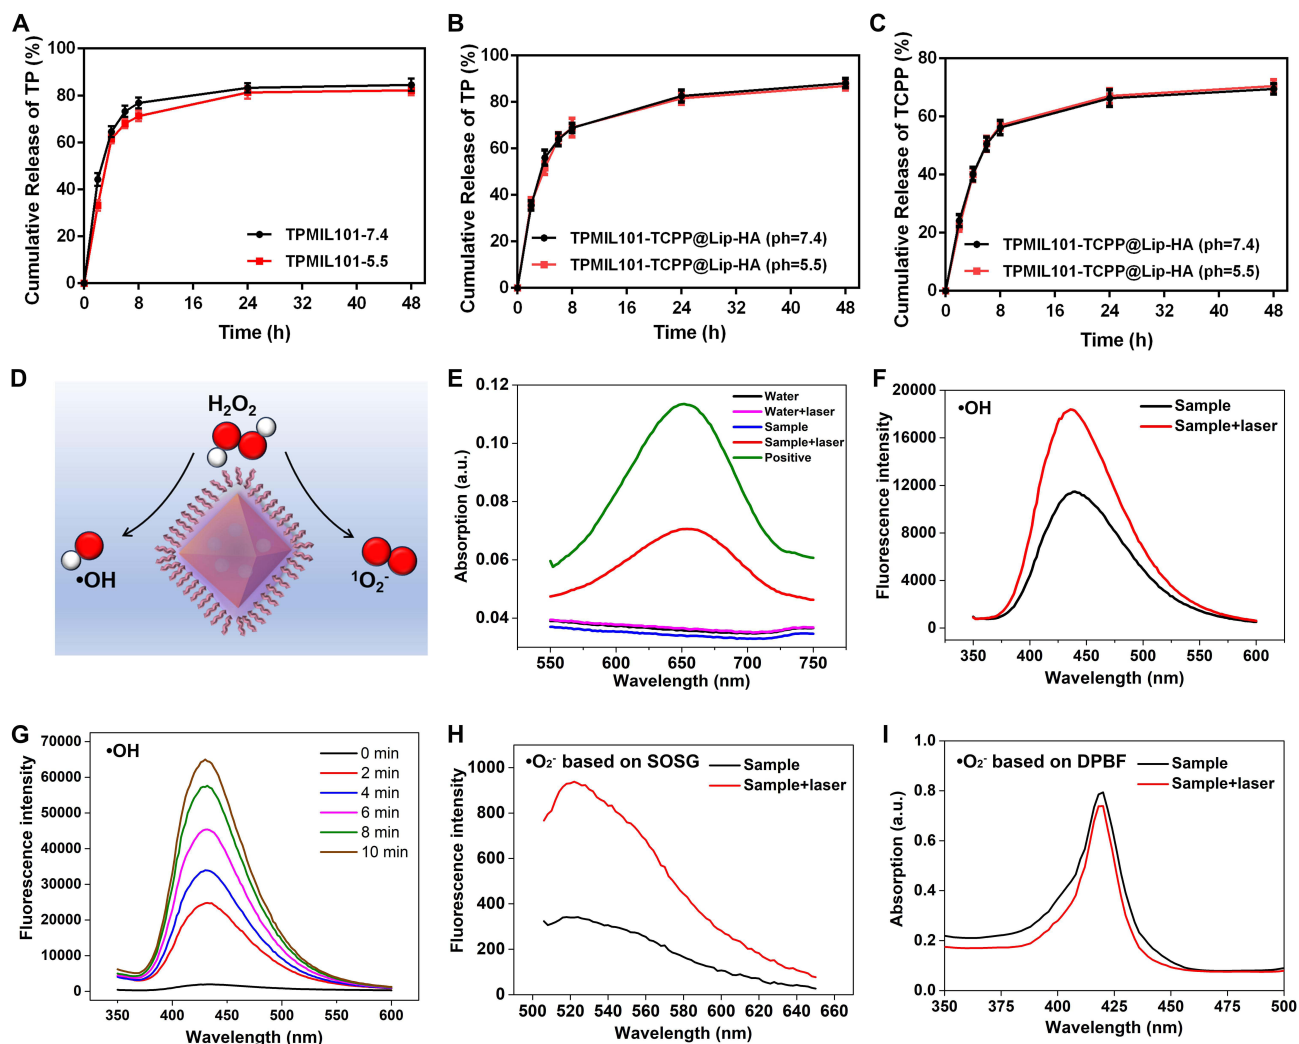 A
Cumulative Release of TP (%)
100
80
60
40
20
0
TPMIL101-7.4
TPMIL101-5.5
0 8 16 24 32 40 48
Time (h)
B
Cumulative Release of TP (%)
100
80
60
40
20
0
TPMIL101-TCPP@Lip-HA (ph=7.4)
TPMIL101-TCPP@Lip-HA (ph=5.5)
0 8 16 24 32 40 48
Time (h)
C
Cumulative Release of TCPP (%)
80
60
40
20
0
TPMIL101-TCPP@Lip-HA (ph=7.4)
TPMIL101-TCPP@Lip-HA (ph=5.5)
0 8 16 24 32 40 48
Time (h)
D
H₂O₂
•OH
¹O₂⁻
E
Absorption (a.u.)
0.12
0.10
0.08
0.06
0.04
Water
Water+laser
Sample
Sample+laser
Positive
550 600 650 700 750
Wavelength (nm)
F
Fluorescence intensity
20000
16000
12000
8000
4000
0
•OH
Sample
Sample+laser
350 400 450 500 550 600
Wavelength (nm)
G
Fluorescence intensity
70000
60000
50000
40000
30000
20000
10000
0
•OH
0 min
2 min
4 min
6 min
8 min
10 min
350 400 450 500 550 600
Wavelength (nm)
H
Fluorescence intensity
1000
800
600
400
200
0
•O₂⁻ based on SOSG
Sample
Sample+laser
500 520 540 560 580 600 620 640 660
Wavelength (nm)
I
Absorption (a.u.)
1.0
0.8
0.6
0.4
0.2
0.0
•O₂⁻ based on DPBF
Sample
Sample+laser
350 400 450 500
Wavelength (nm)